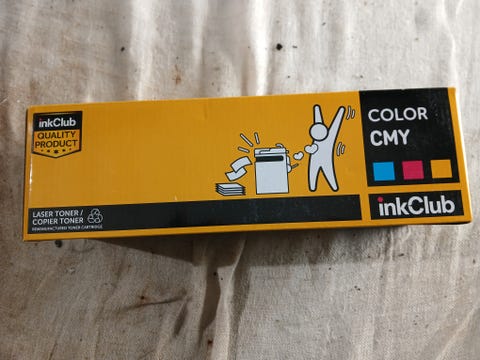 inkClub
QUALITY
PRODUCT
COLOR
CMY
LASER TONER /
COPIER TONER
REMANUFACTURED TONER CARTRIDGE
inkClub